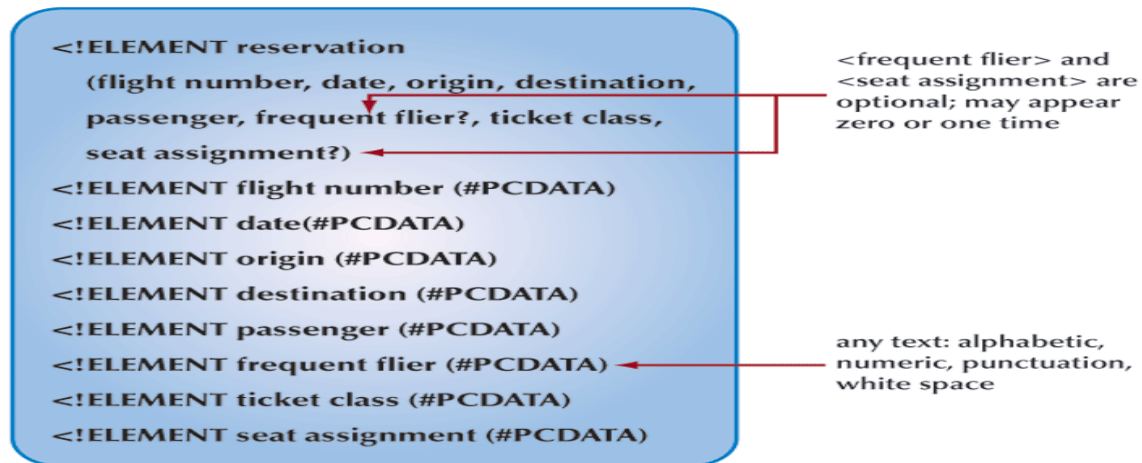 <!ELEMENT reservation
(flight number, date, origin, destination,
passenger, frequent flier?, ticket class,
seat assignment?)
<!ELEMENT flight number (#PCDATA)
<!ELEMENT date(#PCDATA)
<!ELEMENT origin (#PCDATA)
<!ELEMENT destination (#PCDATA)
<!ELEMENT passenger (#PCDATA)
<!ELEMENT frequent flier (#PCDATA)
<!ELEMENT ticket class (#PCDATA)
<!ELEMENT seat assignment (#PCDATA)
<frequent flier> and
<seat assignment> are
optional; may appear
zero or one time
any text: alphabetic,
numeric, punctuation,
white space